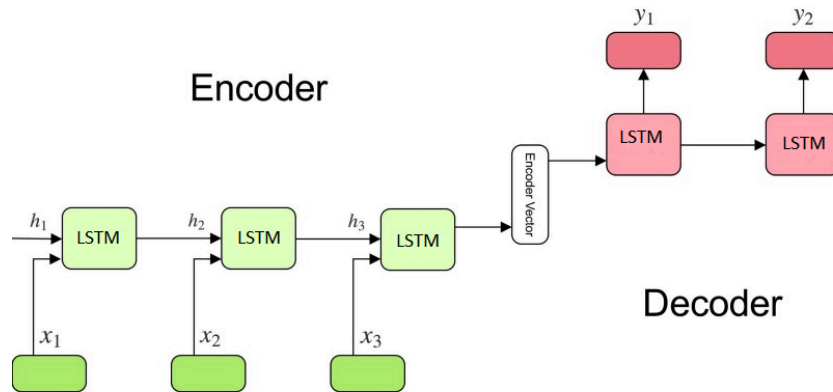 y₁ y₂
Encoder
LSTM LSTM
Encoder Vector
h₁ h₂ h₃
LSTM LSTM LSTM
Decoder
x₁ x₂ x₃